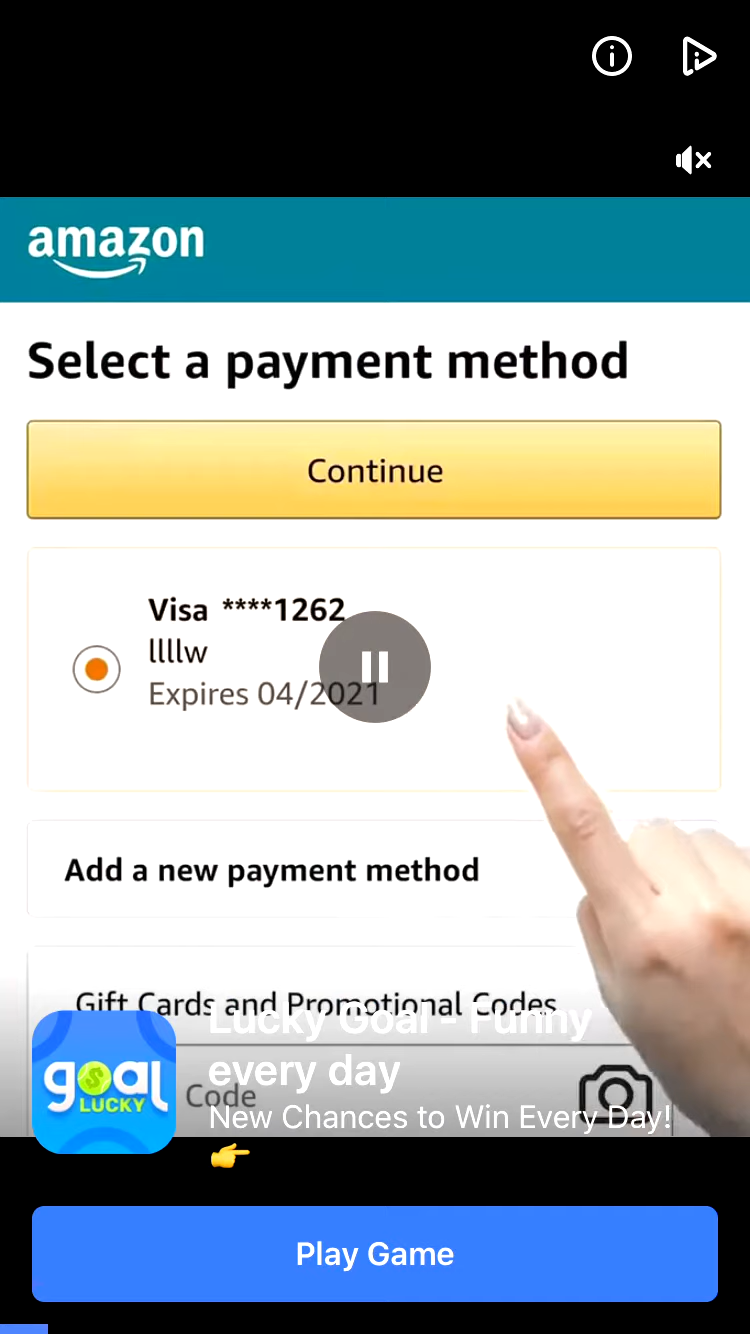 amazon
Select a payment method
Continue
Visa ****1262
llllw
Expires 04/2021
Add a new payment method
Gift Cards and Promotional Codes
Lucky Goal - Funny
every day
goal
LUCKY
Code
New Chances to Win Every Day!
👉
Play Game